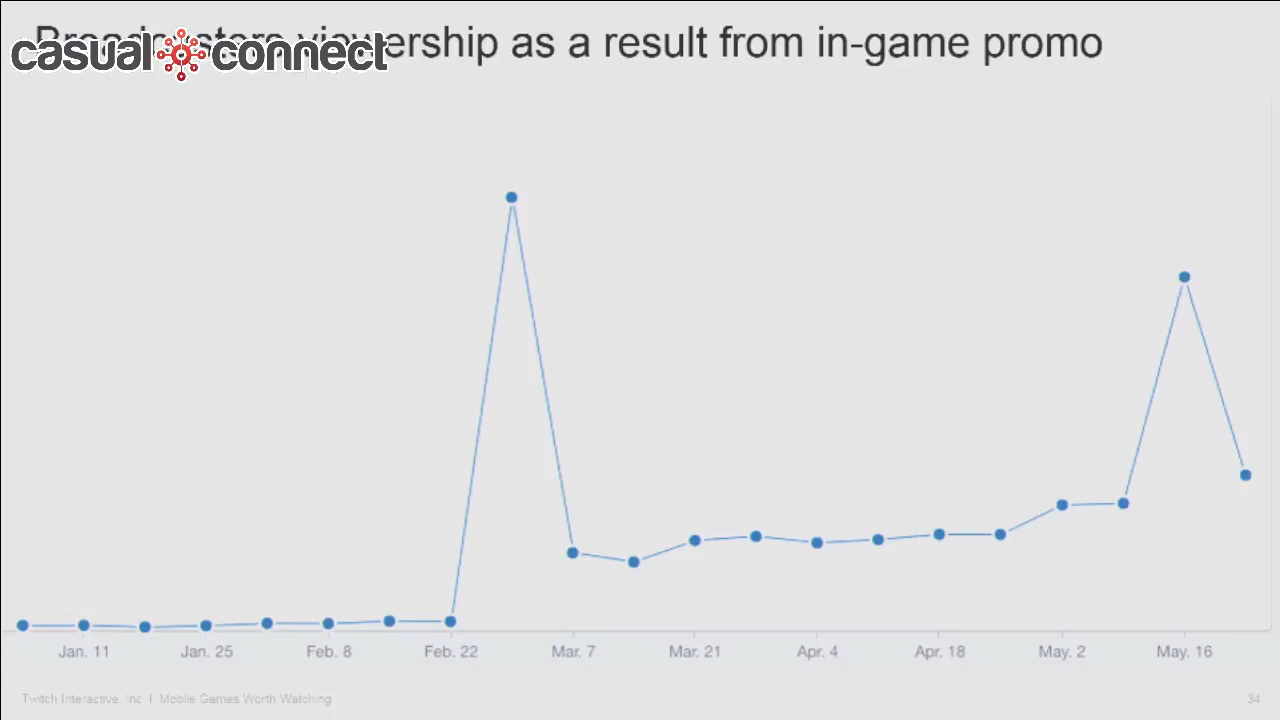 casual connect
viewership as a result from in-game promo
Jan. 11 Jan. 25 Feb. 8 Feb. 22 Mar. 7 Mar. 21 Apr. 4 Apr. 18 May. 2 May. 16
Twitch Interactive, Inc I Mobile Games Worth Watching 34